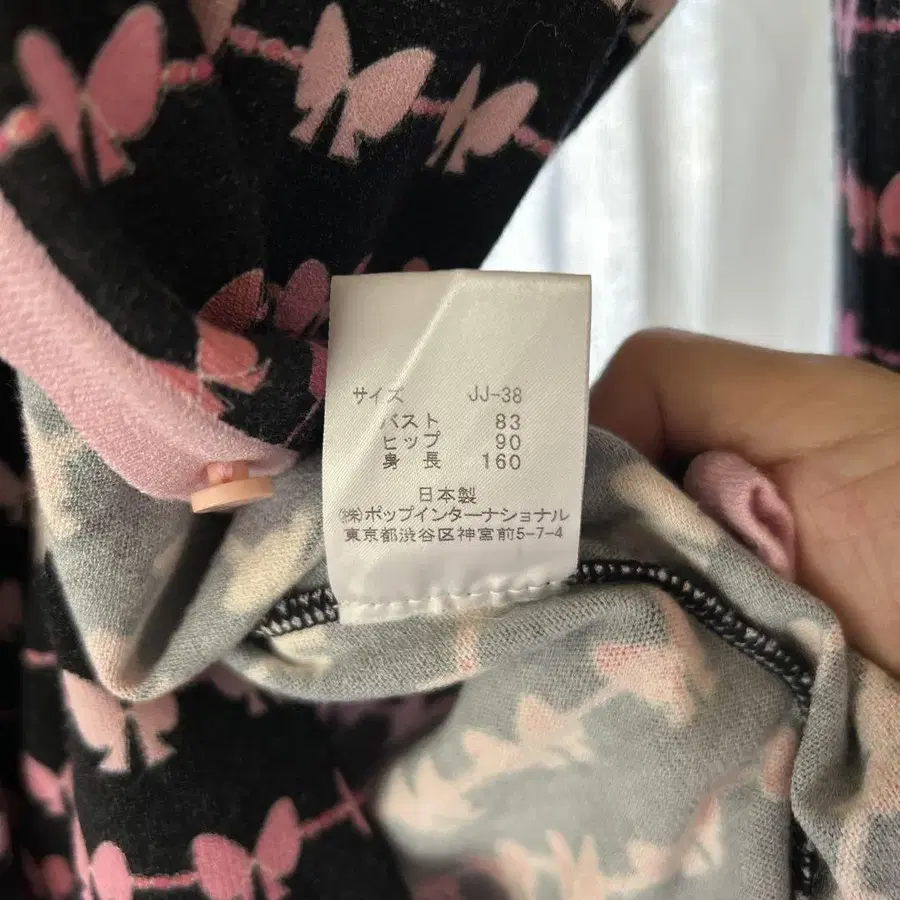 サイズ JJ-38
バスト 83
ヒップ 90
身長 160
日本製
㈱ポップインターナショナル
東京都渋谷区神宮前5-7-4